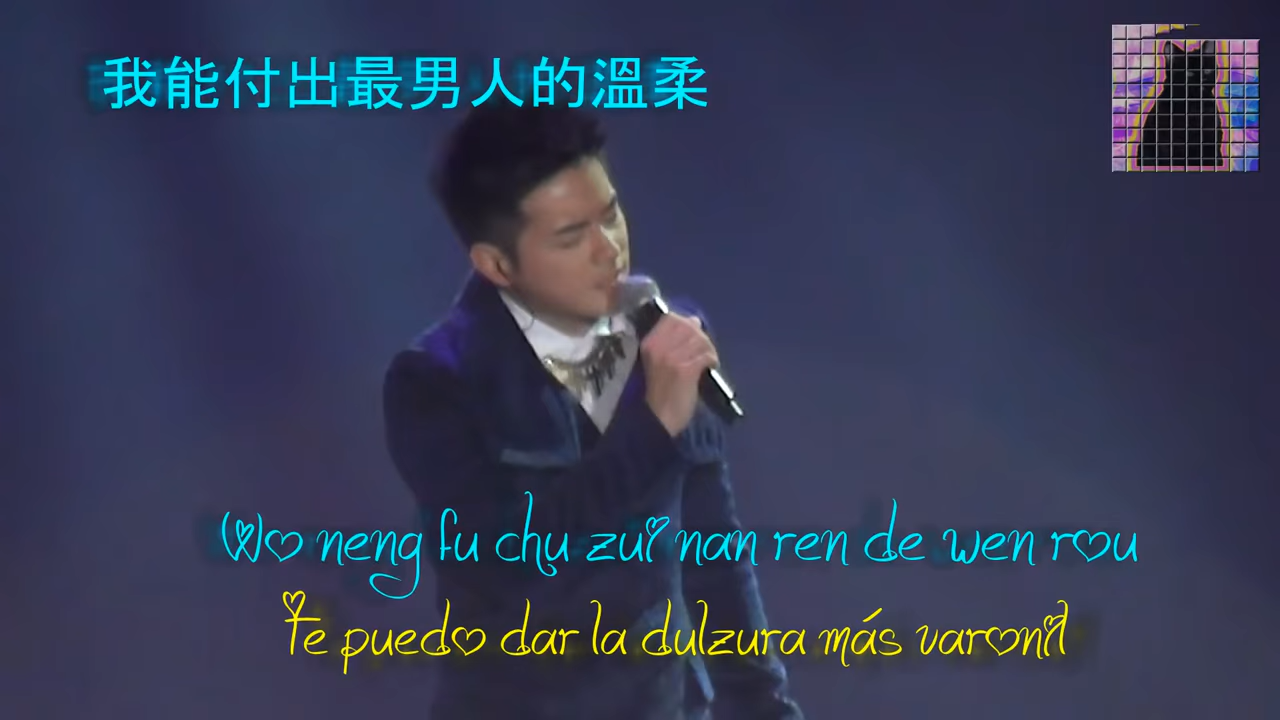 我能付出最男人的溫柔
Wo neng fu chu zui nan ren de wen rou
Te puedo dar la dulzura más varonil